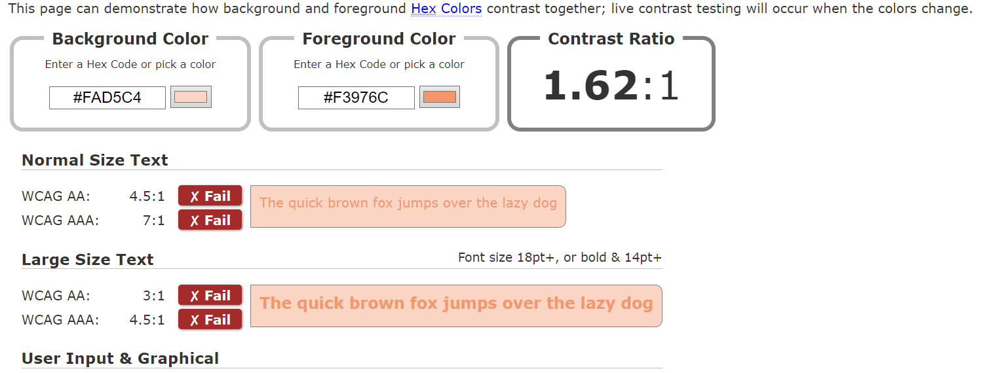 This page can demonstrate how background and foreground Hex Colors contrast together; live contrast testing will occur when the colors change.
Background Color
Enter a Hex Code or pick a color
#FAD5C4
Foreground Color
Enter a Hex Code or pick a color
#F3976C
Contrast Ratio
1.62:1
Normal Size Text
WCAG AA: 4.5:1 ✗ Fail
WCAG AAA: 7:1 ✗ Fail
The quick brown fox jumps over the lazy dog
Large Size Text
Font size 18pt+, or bold & 14pt+
WCAG AA: 3:1 ✗ Fail
WCAG AAA: 4.5:1 ✗ Fail
The quick brown fox jumps over the lazy dog
User Input & Graphical